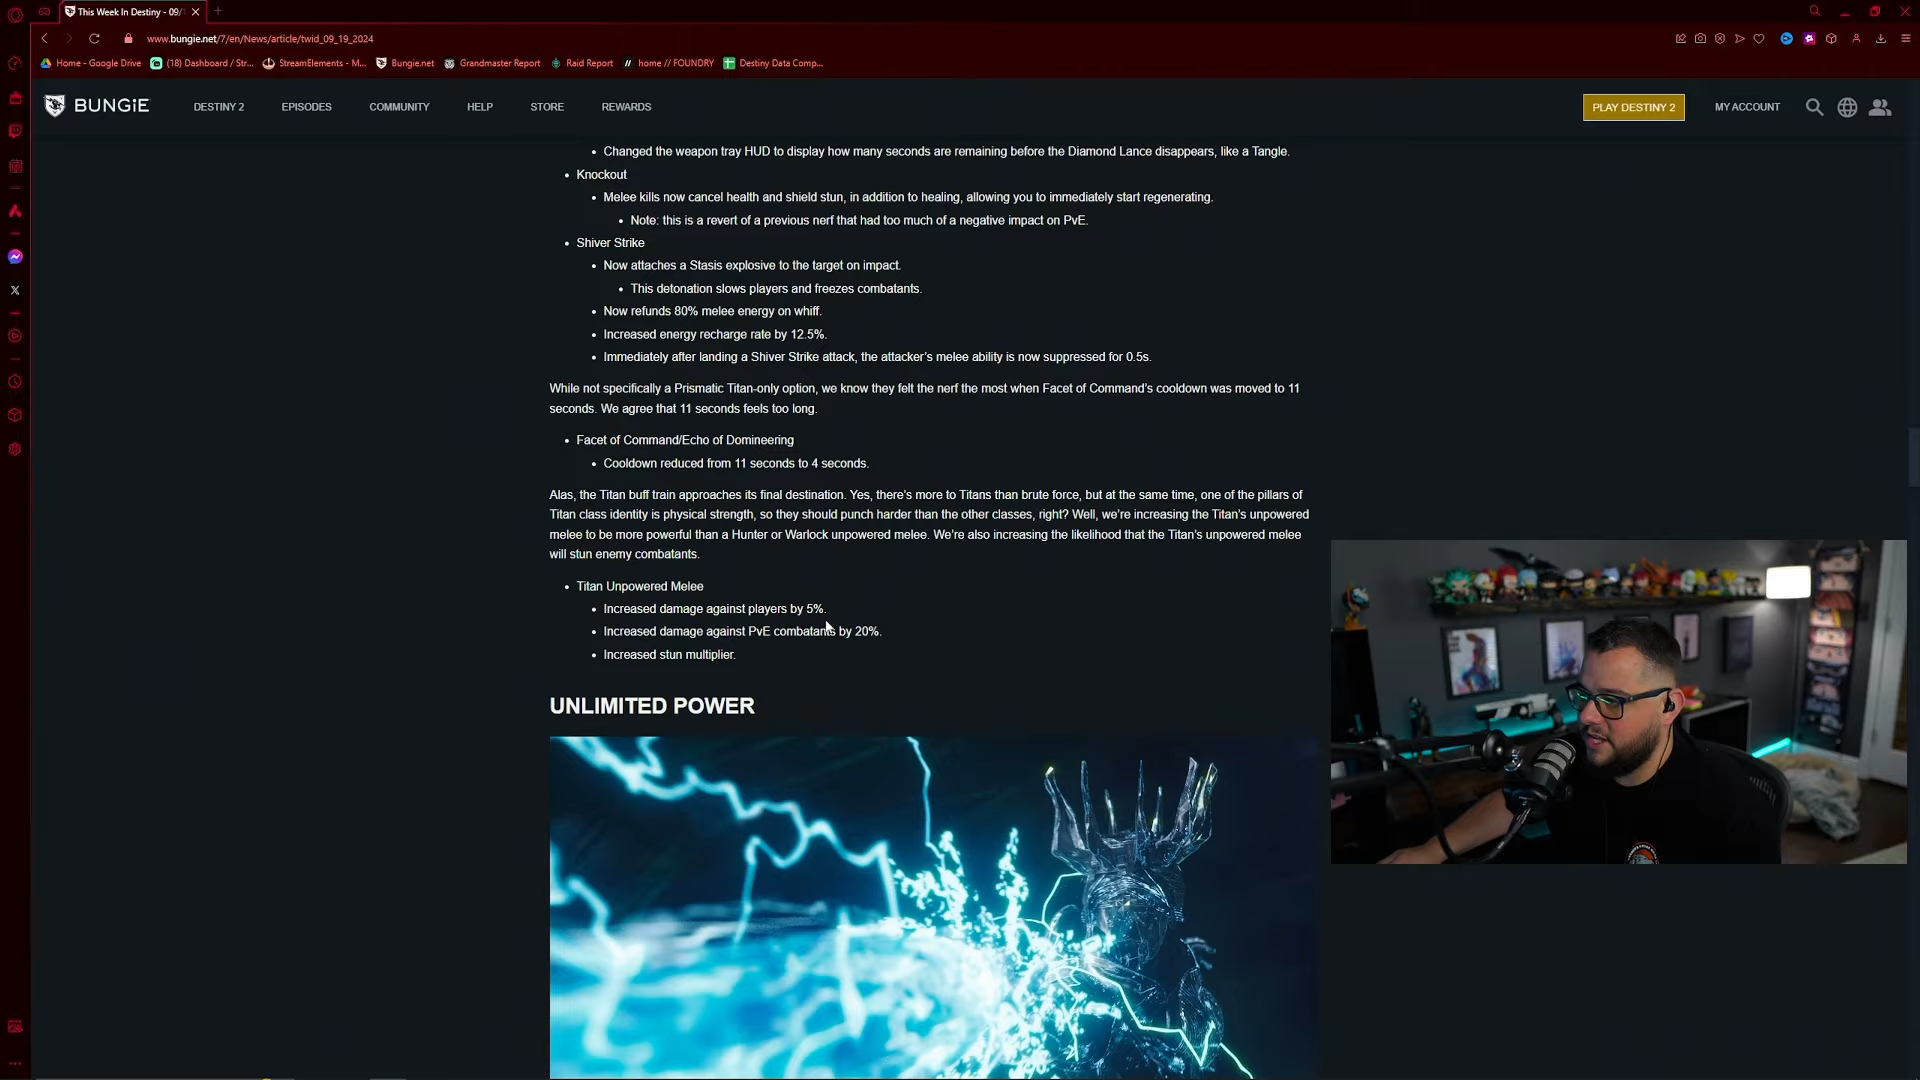 This Week In Destiny - 09/
www.bungie.net/7/en/News/article/twid_09_19_2024
Home - Google Drive (18) Dashboard / Str... StreamElements - M... Bungie.net Grandmaster Report Raid Report home // FOUNDRY Destiny Data Comp...
BUNGiE DESTINY 2 EPISODES COMMUNITY HELP STORE REWARDS PLAY DESTINY 2 MY ACCOUNT
• Changed the weapon tray HUD to display how many seconds are remaining before the Diamond Lance disappears, like a Tangle.
• Knockout
• Melee kills now cancel health and shield stun, in addition to healing, allowing you to immediately start regenerating.
• Note: this is a revert of a previous nerf that had too much of a negative impact on PvE.
• Shiver Strike
• Now attaches a Stasis explosive to the target on impact.
• This detonation slows players and freezes combatants.
• Now refunds 80% melee energy on whiff.
• Increased energy recharge rate by 12.5%.
• Immediately after landing a Shiver Strike attack, the attacker's melee ability is now suppressed for 0.5s.
While not specifically a Prismatic Titan-only option, we know they felt the nerf the most when Facet of Command's cooldown was moved to 11
seconds. We agree that 11 seconds feels too long.
• Facet of Command/Echo of Domineering
• Cooldown reduced from 11 seconds to 4 seconds.
Alas, the Titan buff train approaches its final destination. Yes, there's more to Titans than brute force, but at the same time, one of the pillars of
Titan class identity is physical strength, so they should punch harder than the other classes, right? Well, we're increasing the Titan's unpowered
melee to be more powerful than a Hunter or Warlock unpowered melee. We're also increasing the likelihood that the Titan's unpowered melee
will stun enemy combatants.
• Titan Unpowered Melee
• Increased damage against players by 5%.
• Increased damage against PvE combatants by 20%.
• Increased stun multiplier.
UNLIMITED POWER